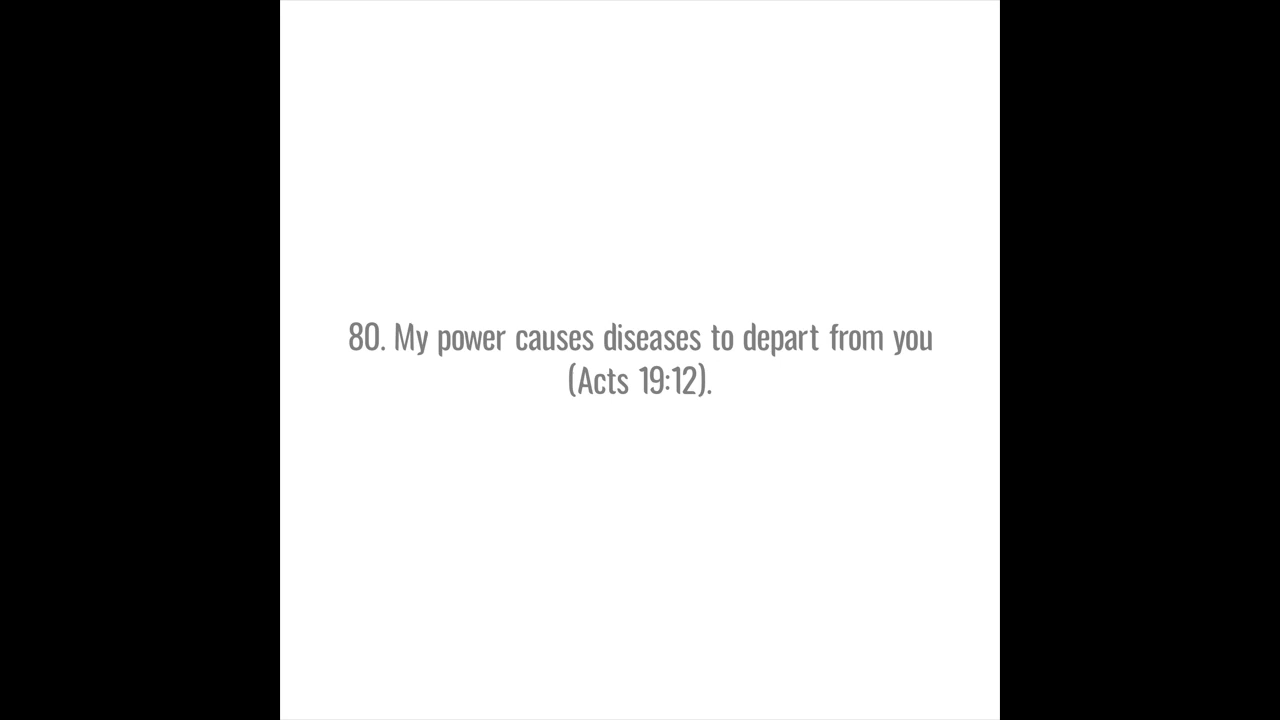 80. My power causes diseases to depart from you
(Acts 19:12).